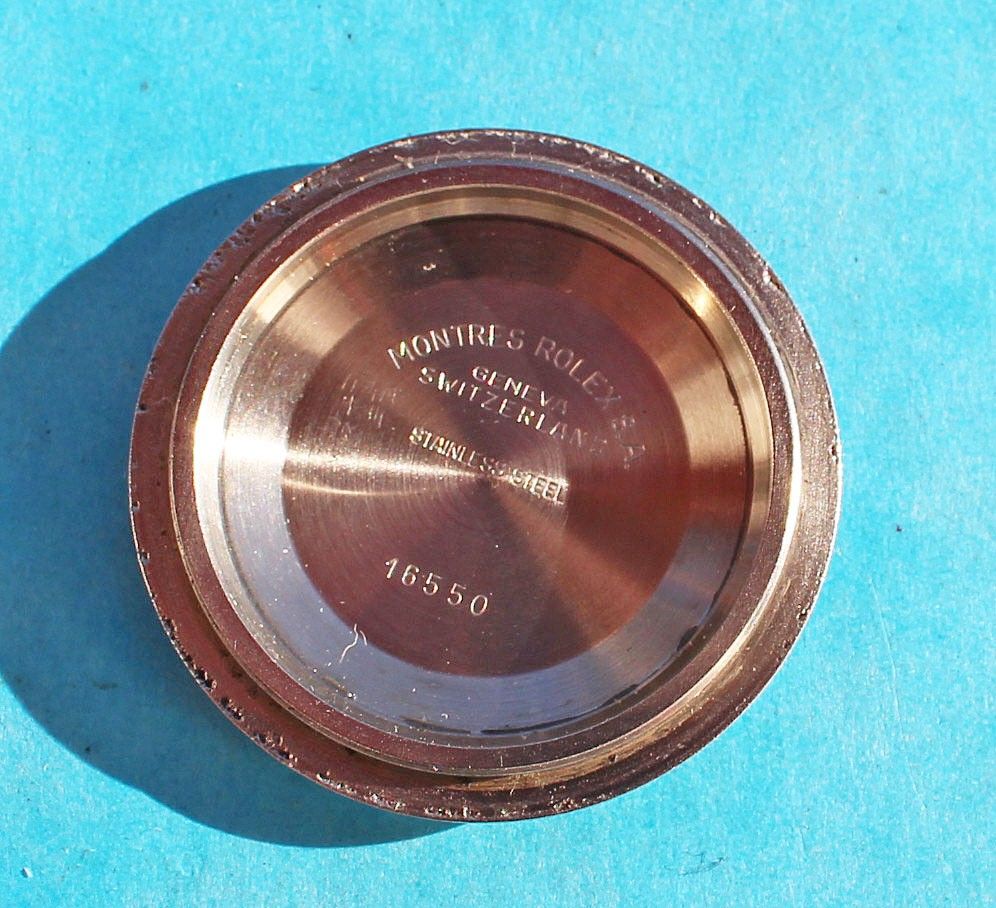 MONTRES ROLEX S.A.
GENEVA
SWITZERLAND
STAINLESS STEEL
16550